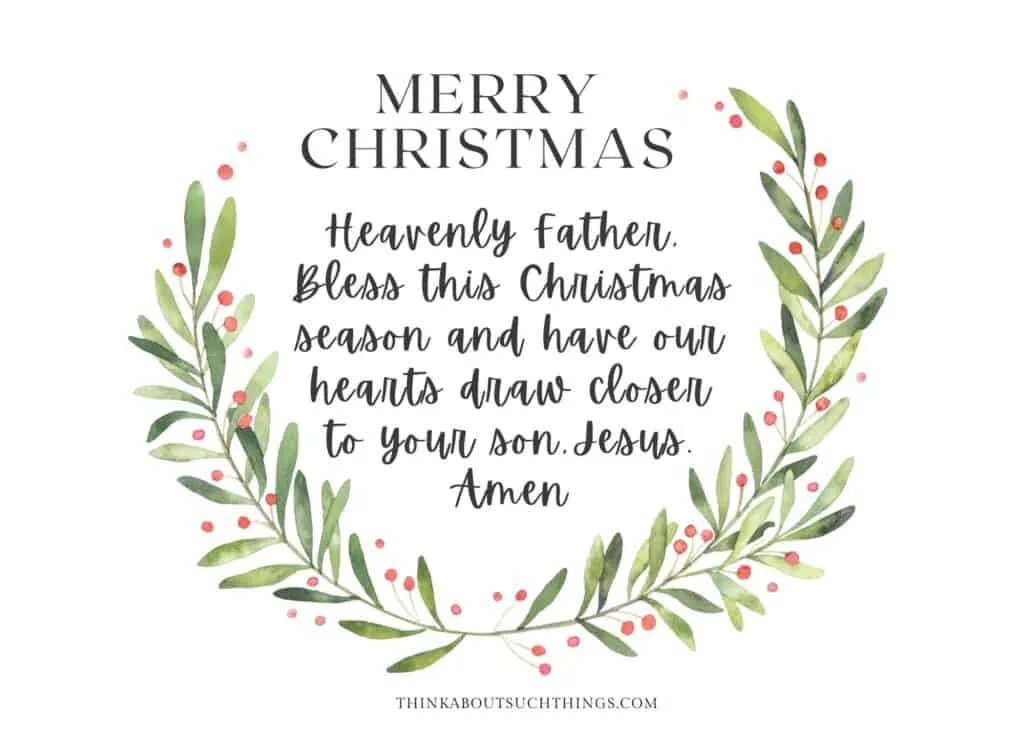 MERRY
CHRISTMAS
Heavenly Father.
Bless this Christmas
season and have our
hearts draw closer
to your son.Jesus.
Amen
THINKABOUTSUCHTHINGS.COM